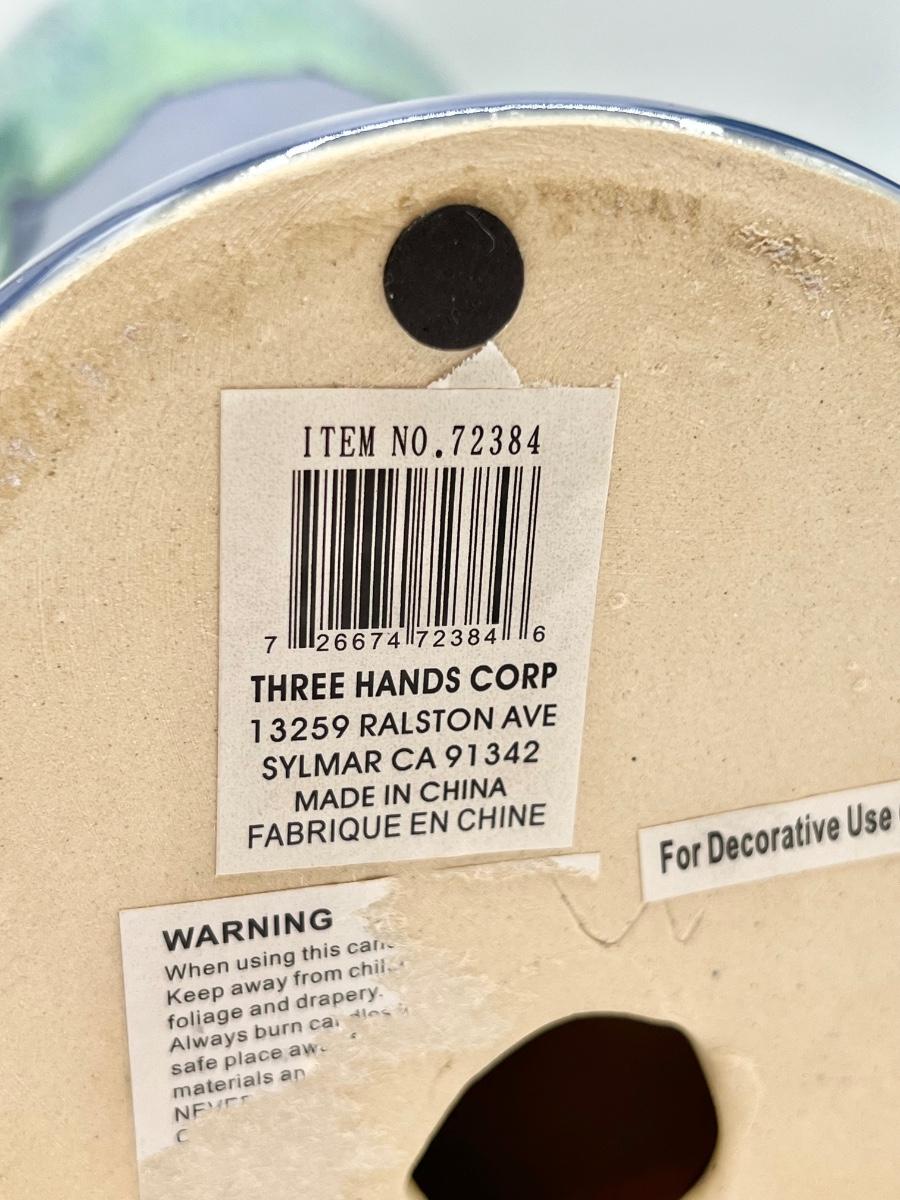 ITEM NO.72384
7 26674 72384 6
THREE HANDS CORP
13259 RALSTON AVE
SYLMAR CA 91342
MADE IN CHINA
FABRIQUE EN CHINE
For Decorative Use
WARNING
When using this
Keep away from
foliage and drapery.
Always burn
safe place
materials